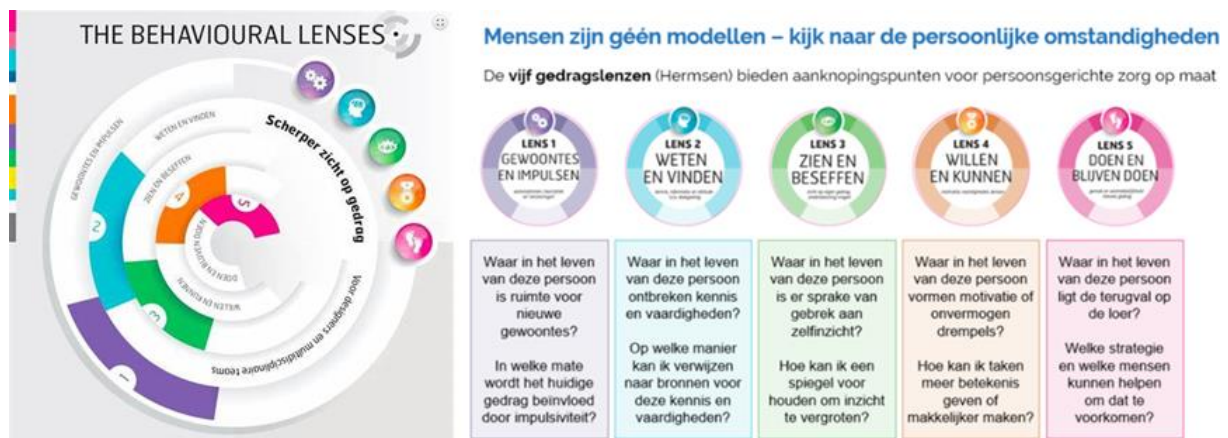 THE BEHAVIOURAL LENSES
GEWOONTES EN IMPULSEN
WETEN EN VINDEN
ZIEN EN BESEFFEN
WILLEN EN KUNNEN
DOEN EN BLIJVEN DOEN
1
2
3
4
5
Scherper zicht op gedrag
Voor designers en multidisciplinaire teams
Mensen zijn géén modellen – kijk naar de persoonlijke omstandigheden
De vijf gedragslenzen (Hermsen) bieden aanknopingspunten voor persoonsgerichte zorg op maat
LENS 1
GEWOONTES
EN IMPULSEN
LENS 2
WETEN
EN VINDEN
LENS 3
ZIEN EN
BESEFFEN
LENS 4
WILLEN
EN KUNNEN
LENS 5
DOEN EN
BLIJVEN DOEN
Waar in het leven
van deze persoon
is ruimte voor
nieuwe
gewoontes?
In welke mate
wordt het huidige
gedrag beïnvloed
door impulsiviteit?
Waar in het leven
van deze persoon
ontbreken kennis
en vaardigheden?
Op welke manier
kan ik verwijzen
naar bronnen voor
deze kennis en
vaardigheden?
Waar in het leven
van deze persoon
is er sprake van
gebrek aan
zelfinzicht?
Hoe kan ik een
spiegel voor
houden om inzicht
te vergroten?
Waar in het leven
van deze persoon
vormen motivatie of
onvermogen
drempels?
Hoe kan ik taken
meer betekenis
geven of
makkelijker maken?
Waar in het leven
van deze persoon
ligt de terugval op
de loer?
Welke strategie
en welke mensen
kunnen helpen
om dat te
voorkomen?